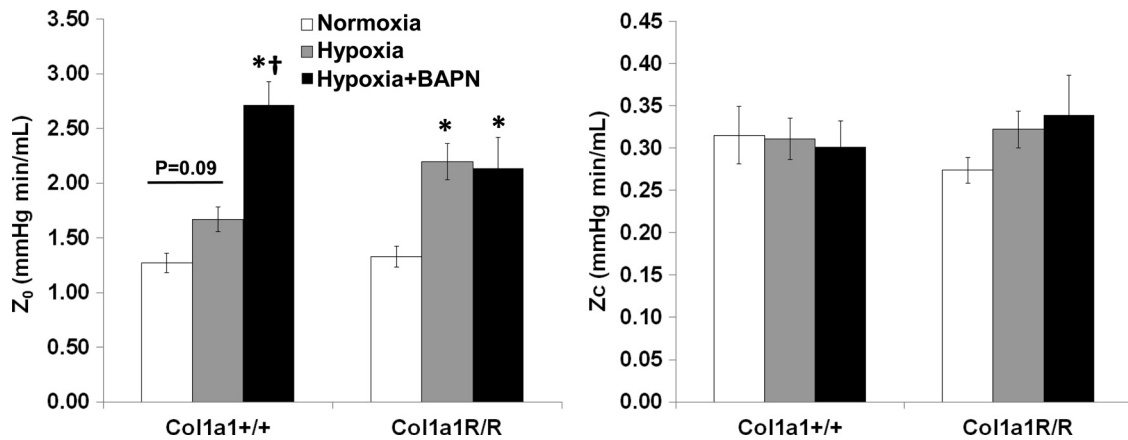 3.50
3.00
2.50
2.00
1.50
1.00
0.50
0.00
Z0 (mmHg min/mL)
Normoxia
Hypoxia
Hypoxia+BAPN
*†
P=0.09
*
*
Col1a1+/+
Col1a1R/R
0.45
0.40
0.35
0.30
0.25
0.20
0.15
0.10
0.05
0.00
Zc (mmHg min/mL)
Col1a1+/+
Col1a1R/R